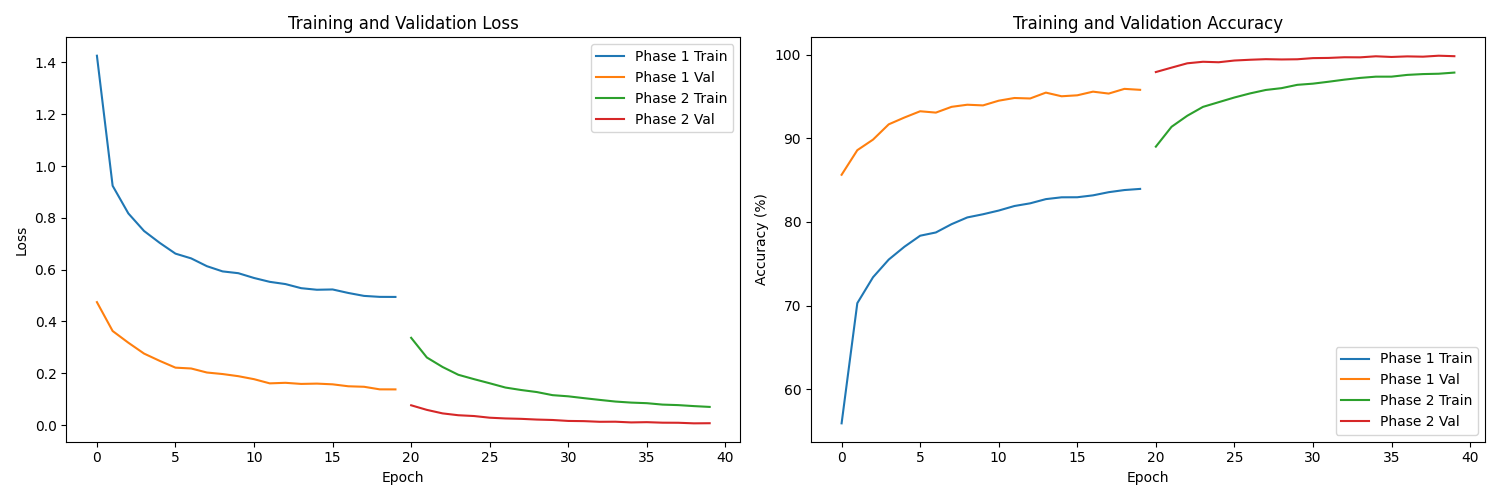 Training and Validation Loss
Loss
1.4
1.2
1.0
0.8
0.6
0.4
0.2
0.0
0 5 10 15 20 25 30 35 40
Epoch
Phase 1 Train
Phase 1 Val
Phase 2 Train
Phase 2 Val
Training and Validation Accuracy
Accuracy (%)
100
90
80
70
60
0 5 10 15 20 25 30 35 40
Epoch
Phase 1 Train
Phase 1 Val
Phase 2 Train
Phase 2 Val